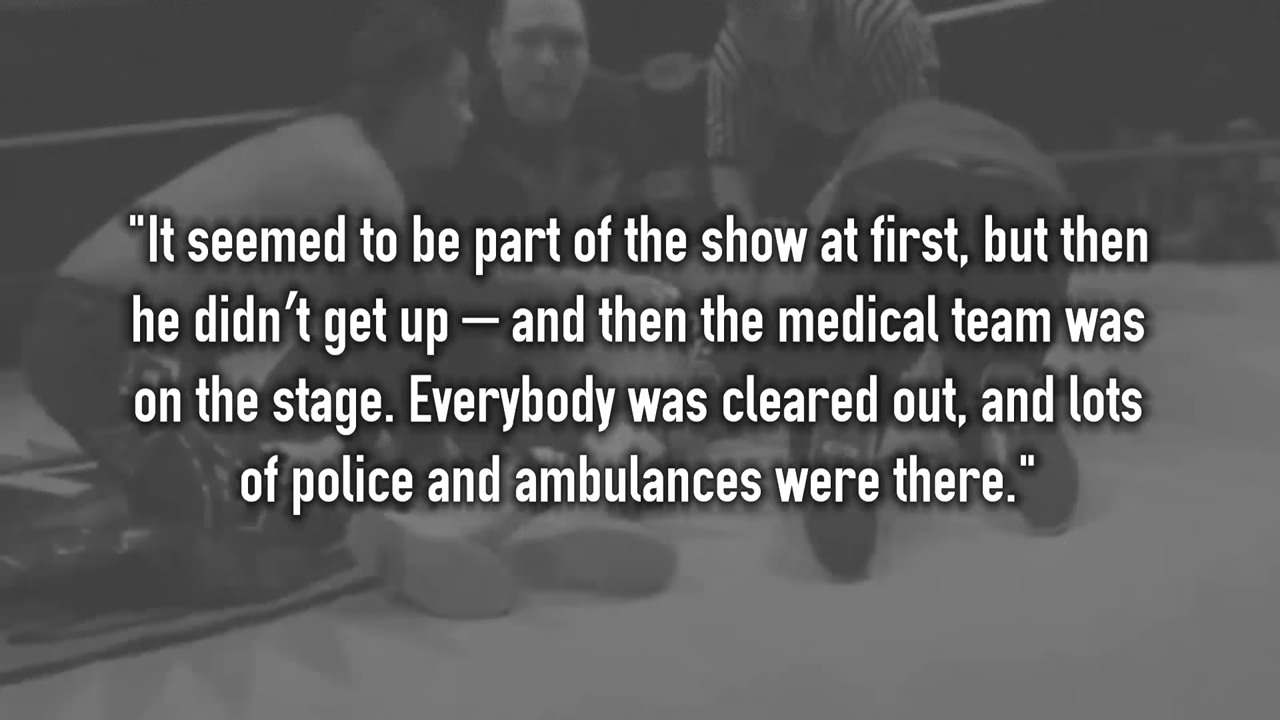 "It seemed to be part of the show at first, but then
he didn't get up – and then the medical team was
on the stage. Everybody was cleared out, and lots
of police and ambulances were there."